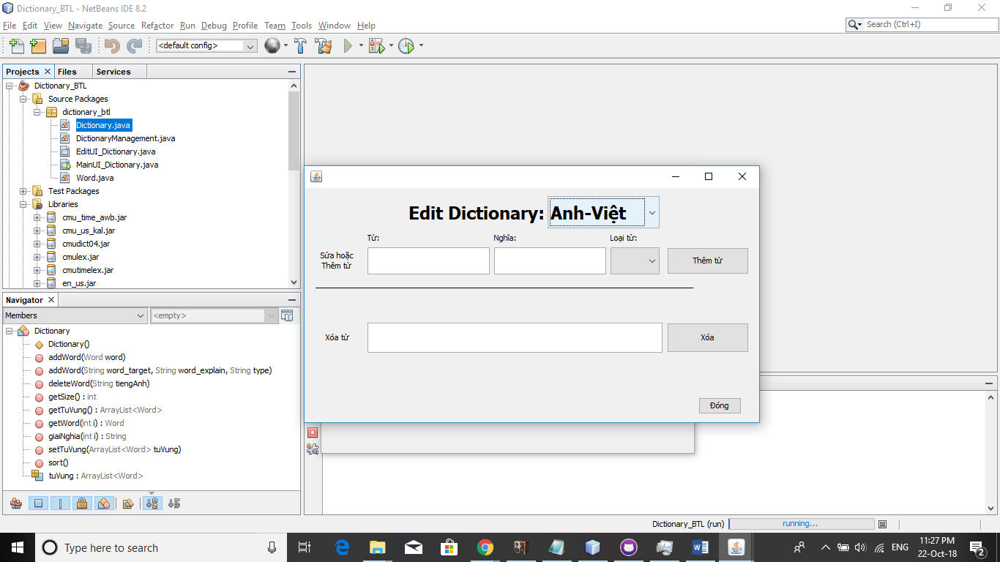 Dictionary_BTL - NetBeans IDE 8.2
File Edit View Navigate Source Refactor Run Debug Profile Team Tools Window Help
Search (Ctrl+I)
<default config>
Projects Files Services
Dictionary_BTL
Source Packages
dictionary_btl
Dictionary.java
DictionaryManagement.java
EditUI_Dictionary.java
MainUI_Dictionary.java
Word.java
Test Packages
Libraries
cmu_time_awb.jar
cmu_us_kal.jar
cmudict04.jar
cmulex.jar
cmutimelex.jar
en_us.jar
Navigator
Members
<empty>
Dictionary
Dictionary()
addWord(Word word)
addWord(String word_target, String word_explain, String type)
deleteWord(String tiengAnh)
getSize() : int
getTuVung() : ArrayList<Word>
getWord(int i) : Word
giaiNghia(int i) : String
setTuVung(ArrayList<Word> tuVung)
sort()
tuVung : ArrayList<Word>
Edit Dictionary: Anh-Việt
Từ: Nghĩa: Loại từ:
Sửa hoặc
Thêm từ
Thêm từ
Xóa từ
Xóa
Đóng
Dictionary_BTL (run) running...
Type here to search
ENG
11:27 PM
22-Oct-18
2